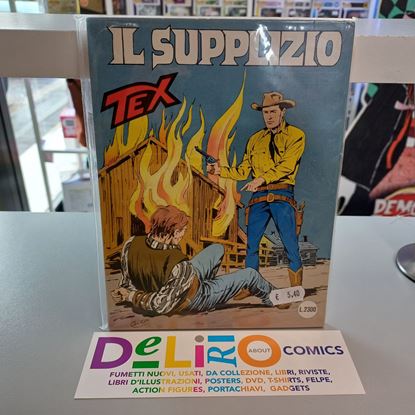 IL SUPPLIZIO
TEX
€ 5,40
L.2300
DELIRIO
ABOUT
COMICS
FUMETTI NUOVI, USATI, DA COLLEZIONE, LIBRI, RIVISTE,
LIBRI D'ILLUSTRAZIONI, POSTERS, DVD, T-SHIRTS, FELPE,
ACTION FIGURES, PORTACHIAVI, GADGETS